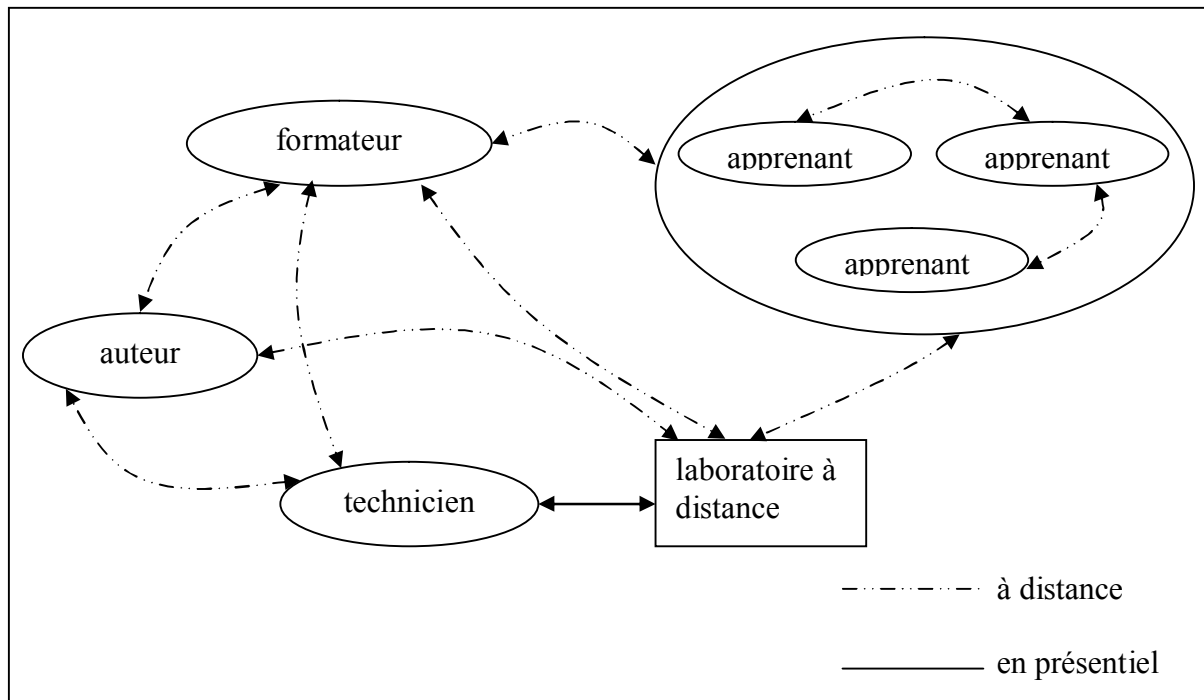 formateur
apprenant
apprenant
apprenant
auteur
laboratoire à
distance
technicien
à distance
en présentiel